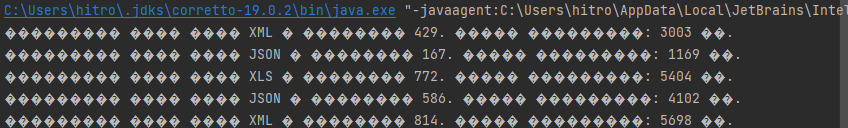 C:\Users\hitro\.jdks\corretto-19.0.2\bin\java.exe "-javaagent:C:\Users\hitro\AppData\Local\JetBrains\Intel
��������� ���� ���� XML � �������� 429. ����� ���������: 3003 ��.
��������� ���� ���� JSON � �������� 167. ����� ���������: 1169 ��.
��������� ���� ���� XLS � �������� 772. ����� ���������: 5404 ��.
��������� ���� ���� JSON � �������� 586. ����� ���������: 4102 ��.
��������� ���� ���� XML � �������� 814. ����� ���������: 5698 ��.